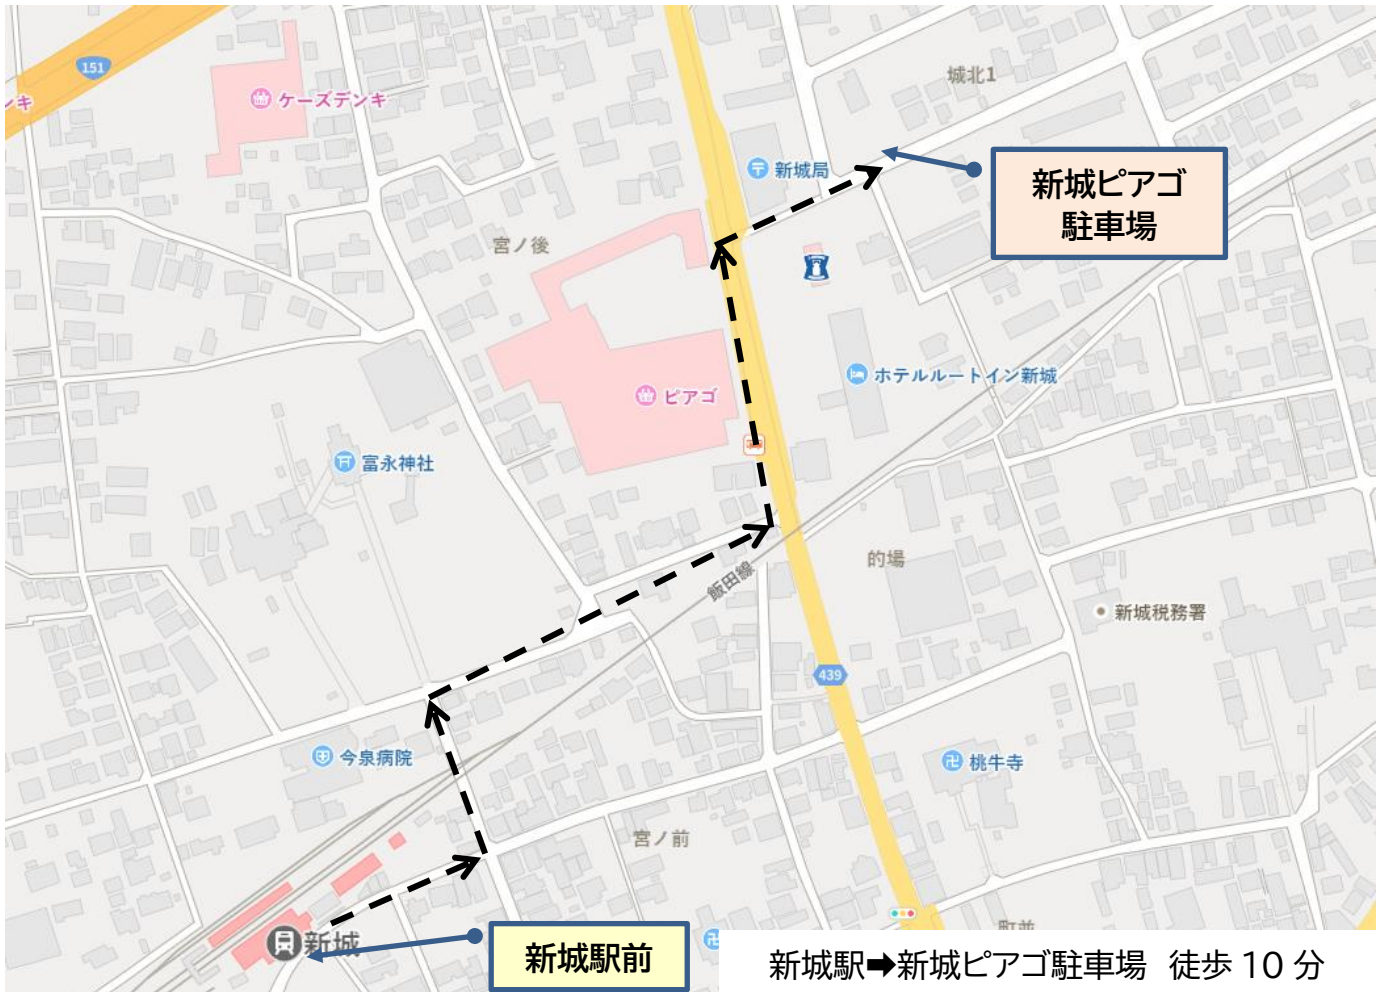 151
ンキ
ケーズデンキ
城北1
新城局
新城ピアゴ
駐車場
宮ノ後
ピアゴ
ホテルルートイン新城
富永神社
的場
飯田線
新城税務署
439
今泉病院
桃牛寺
宮ノ前
町並
新城
新城駅前
新城駅➡新城ピアゴ駐車場 徒歩 10 分